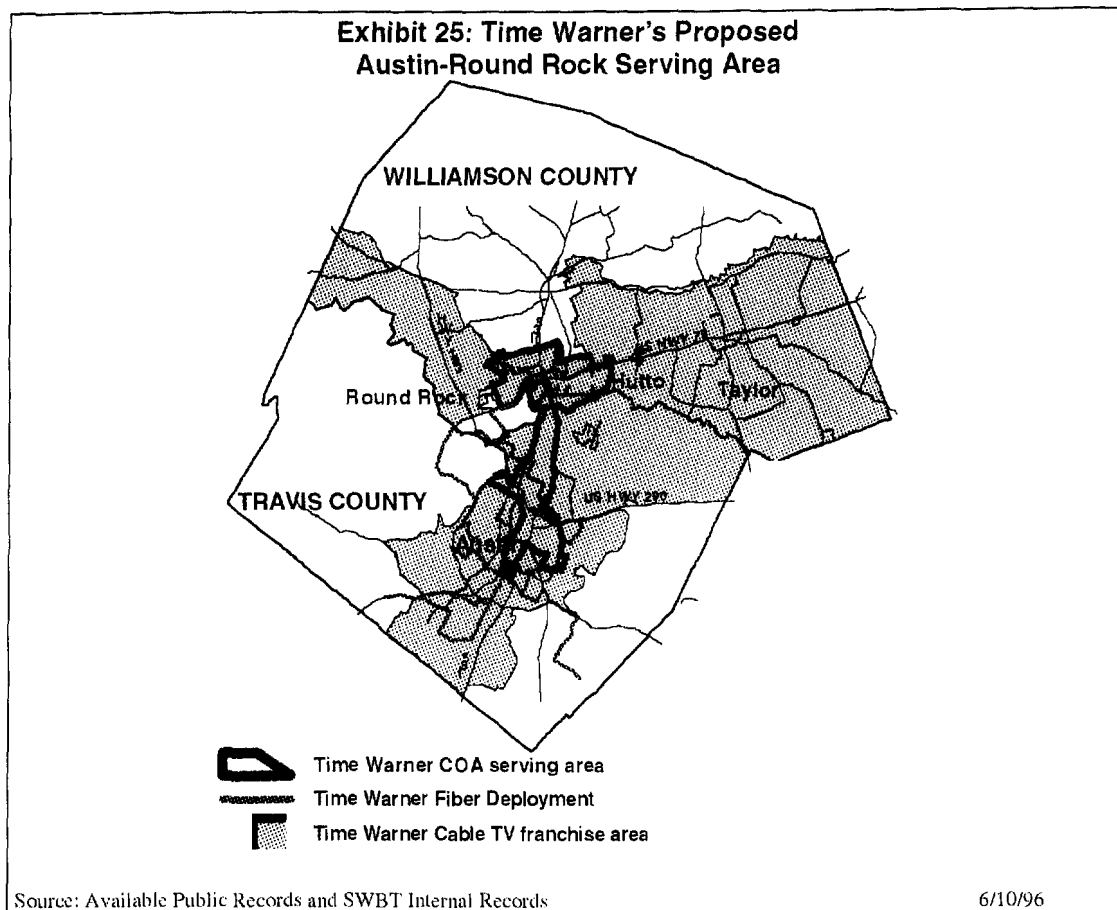 Exhibit 25: Time Warner's Proposed
Austin-Round Rock Serving Area
WILLIAMSON COUNTY
US HWY 79
Round Rock
Hutto
Taylor
TRAVIS COUNTY
US HWY 290
Time Warner COA serving area
Time Warner Fiber Deployment
Time Warner Cable TV franchise area
Source: Available Public Records and SWBT Internal Records
6/10/96